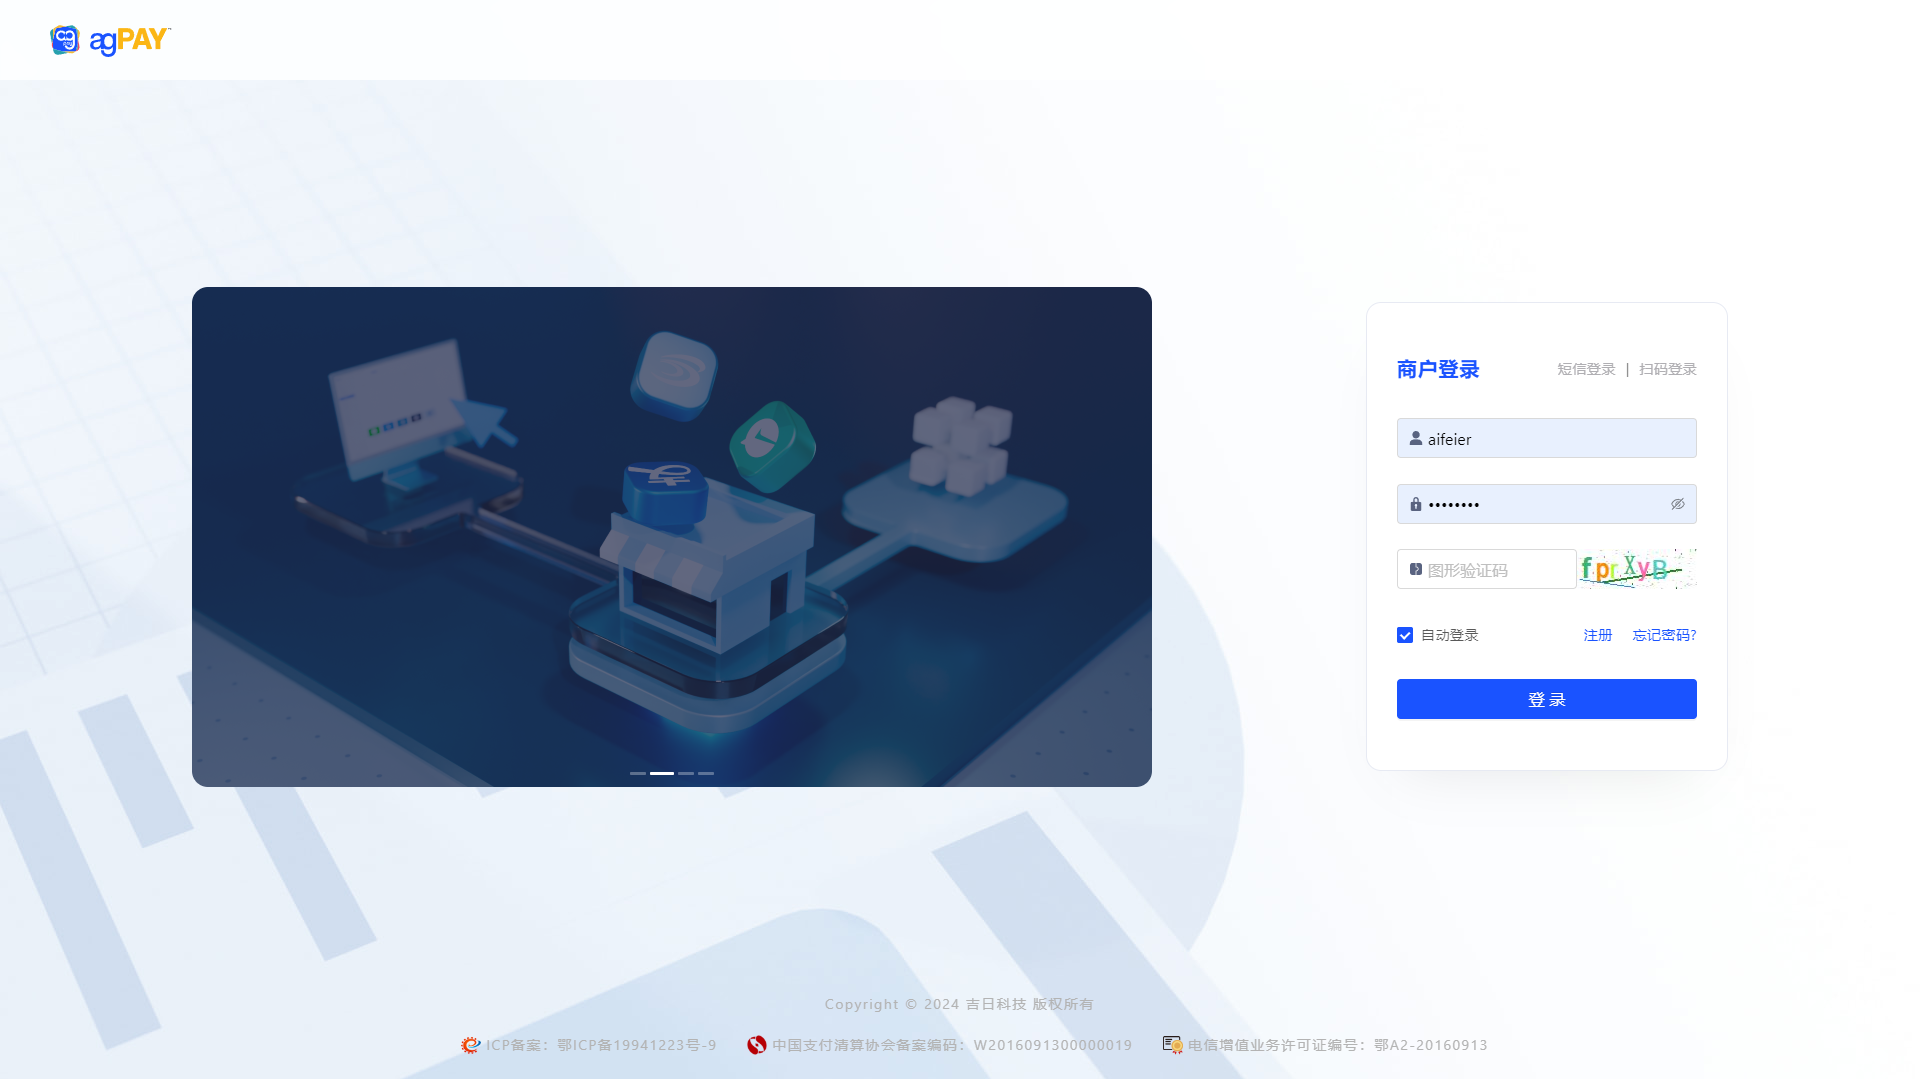 agPAY™
商户登录
短信登录 | 扫码登录
aifeier
••••••••
图形验证码
fprXyB
自动登录
注册 忘记密码?
登 录
Copyright © 2024 吉日科技 版权所有
ICP备案：鄂ICP备19941223号-9 中国支付清算协会备案编码：W2016091300000019 电信增值业务许可证编号：鄂A2-20160913